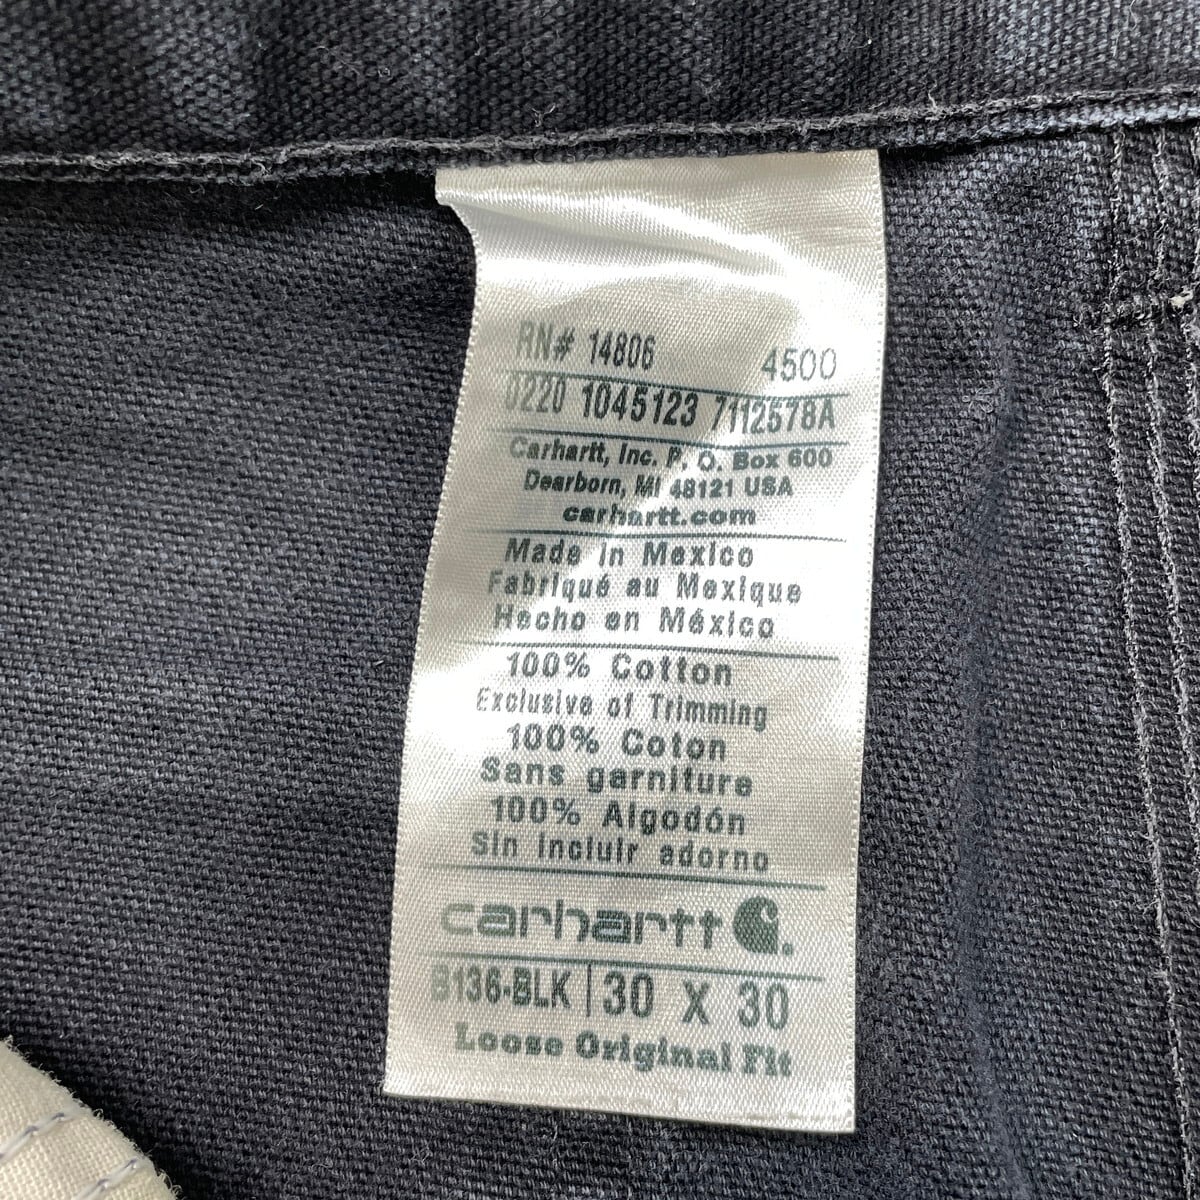 RN# 14806 4500
0220 1045123 7112578A
Carhartt, Inc. P. O. Box 600
Dearborn, MI 48121 USA
carhartt.com
Made in Mexico
Fabriqué au Mexique
Hecho en México
100% Cotton
Exclusive of Trimming
100% Coton
Sans garniture
100% Algodón
Sin incluir adorno
carhartt
B136-BLK | 30 X 30
Loose Original Fit